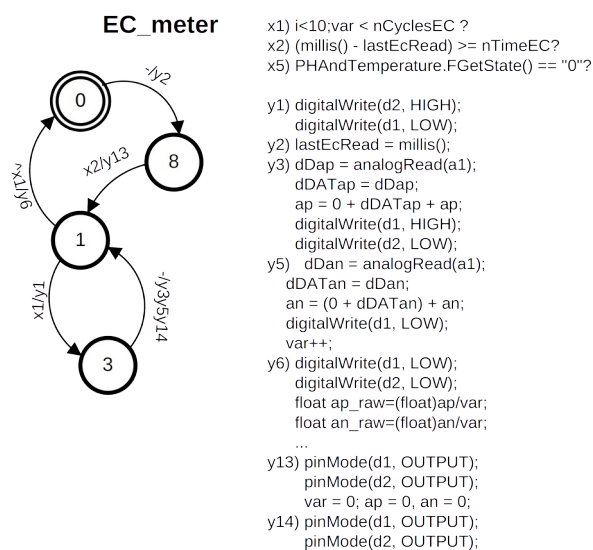 EC_meter
0
-/y2
8
x2/y13
1
x1/y1
-/y3y5y14
3
x1) i<10;var < nCyclesEC ?
x2) (millis() - lastEcRead) >= nTimeEC?
x5) PHAndTemperature.FGetState() == "0"?
y1) digitalWrite(d2, HIGH);
digitalWrite(d1, LOW);
y2) lastEcRead = millis();
y3) dDap = analogRead(a1);
dDATap = dDap;
ap = 0 + dDATap + ap;
digitalWrite(d1, HIGH);
digitalWrite(d2, LOW);
y5) dDan = analogRead(a1);
dDATan = dDan;
an = (0 + dDATan) + an;
digitalWrite(d1, LOW);
var++;
y6) digitalWrite(d1, LOW);
digitalWrite(d2, LOW);
float ap_raw=(float)ap/var;
float an_raw=(float)an/var;
...
y13) pinMode(d1, OUTPUT);
pinMode(d2, OUTPUT);
var = 0; ap = 0, an = 0;
y14) pinMode(d1, OUTPUT);
pinMode(d2, OUTPUT);